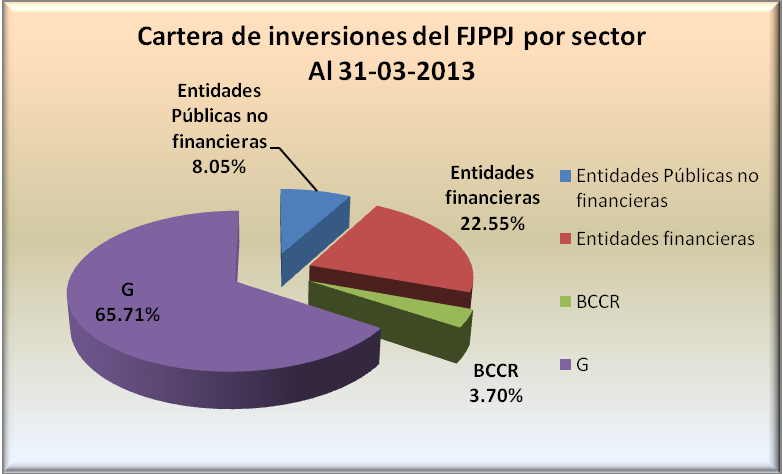 Cartera de inversiones del FJPPJ por sector
Al 31-03-2013
Entidades
Públicas no
financieras
8.05%
Entidades
financieras
22.55%
G
65.71%
BCCR
3.70%
Entidades Públicas no
financieras
Entidades financieras
BCCR
G